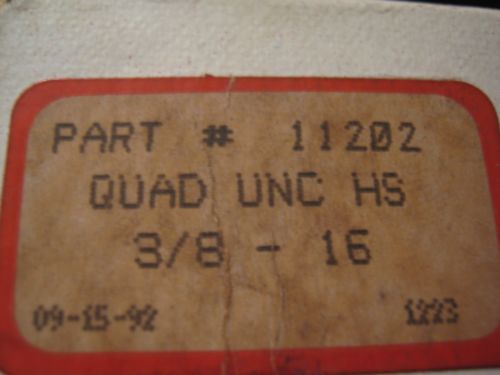 PART # 11202
QUAD UNC HS
3/8 - 16
09-15-92 1223